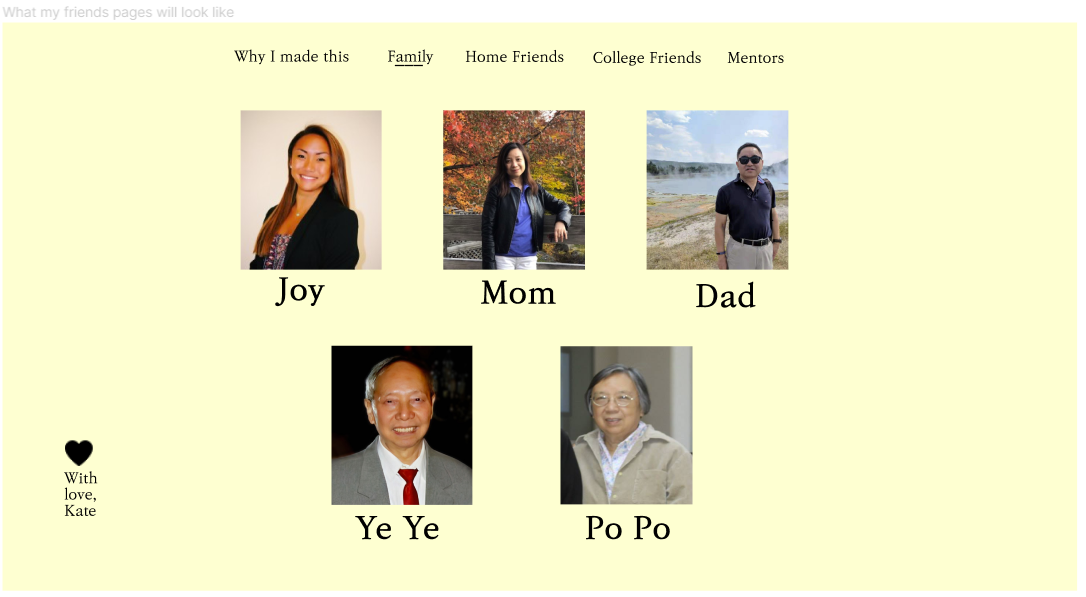 What my friends pages will look like
Why I made this Family Home Friends College Friends Mentors
Joy Mom Dad
With
love,
Kate
Ye Ye Po Po